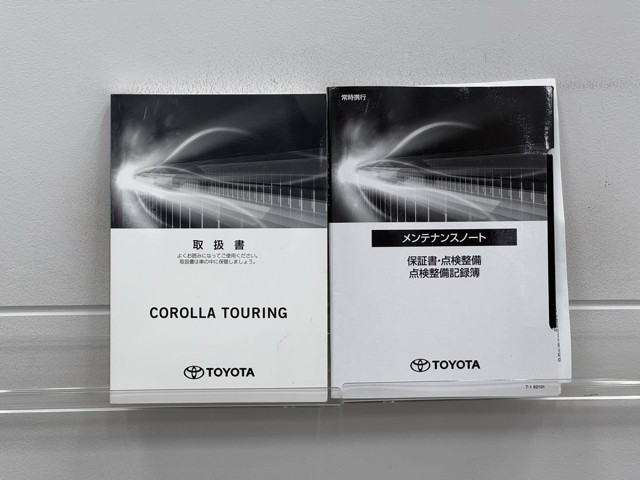 取扱書
よくお読みになってご使用ください。
取扱書は車の中に保管しましょう。
COROLLA TOURING
TOYOTA
常時携行
メンテナンスノート
保証書・点検整備
点検整備記録簿
TOYOTA